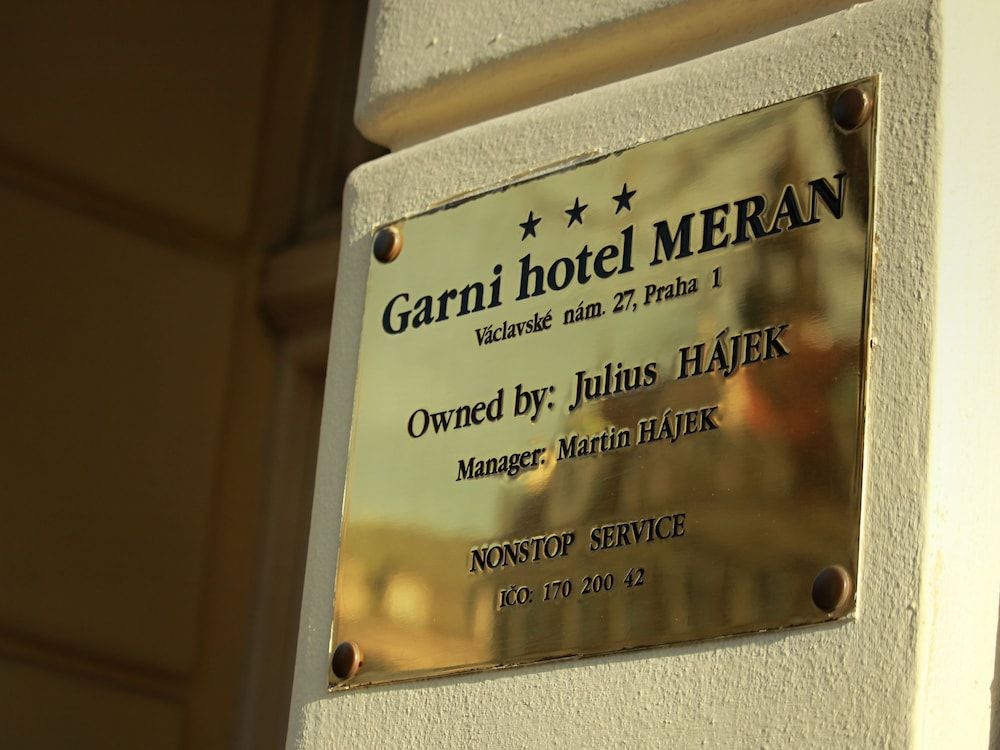 ★ ★ ★
Garni hotel MERAN
Václavské nám. 27, Praha 1
Owned by: Julius HÁJEK
Manager: Martin HÁJEK
NONSTOP SERVICE
IČO: 170 200 42